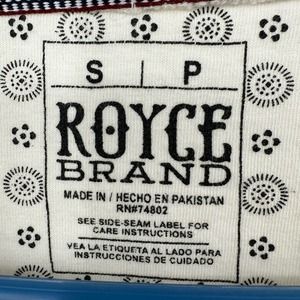 S | P
ROYCE
BRAND
MADE IN / HECHO EN PAKISTAN
RN#74802
SEE SIDE-SEAM LABEL FOR
CARE INSTRUCTIONS
VEA LA ETIQUETA AL LADO PARA
INSTRUCCIONES DE CUIDADO